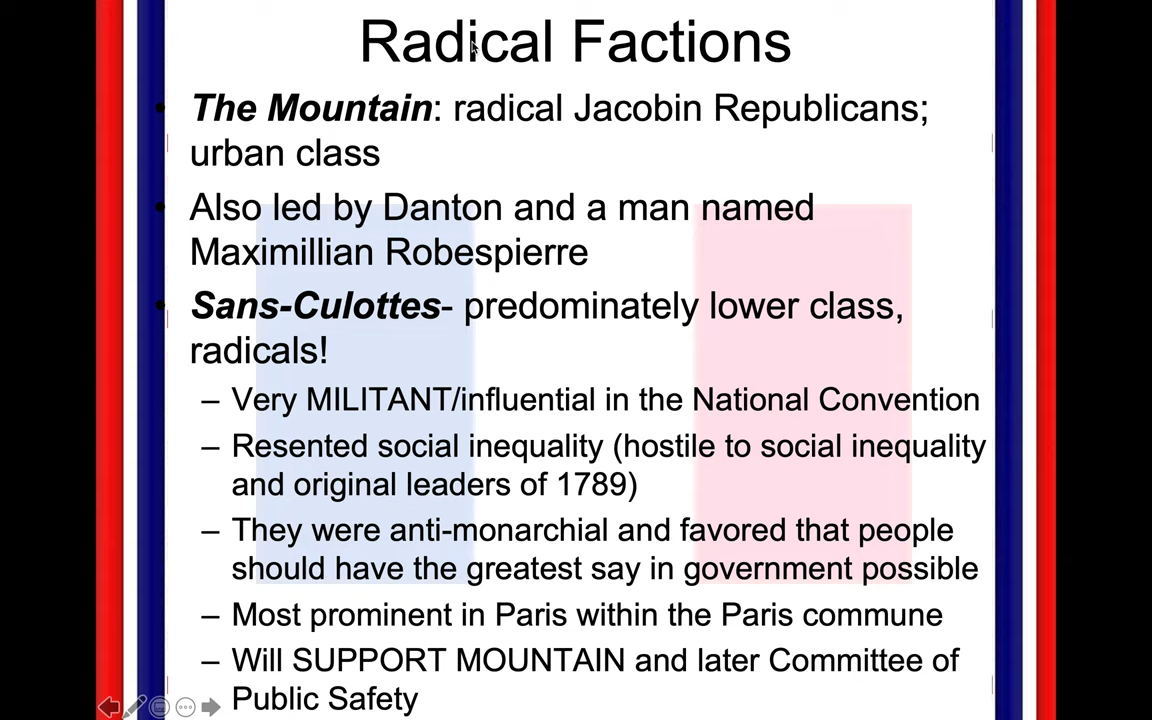 Radical Factions
• The Mountain: radical Jacobin Republicans;
urban class
• Also led by Danton and a man named
Maximillian Robespierre
• Sans-Culottes- predominately lower class,
radicals!
– Very MILITANT/influential in the National Convention
– Resented social inequality (hostile to social inequality
and original leaders of 1789)
– They were anti-monarchial and favored that people
should have the greatest say in government possible
– Most prominent in Paris within the Paris commune
– Will SUPPORT MOUNTAIN and later Committee of
Public Safety